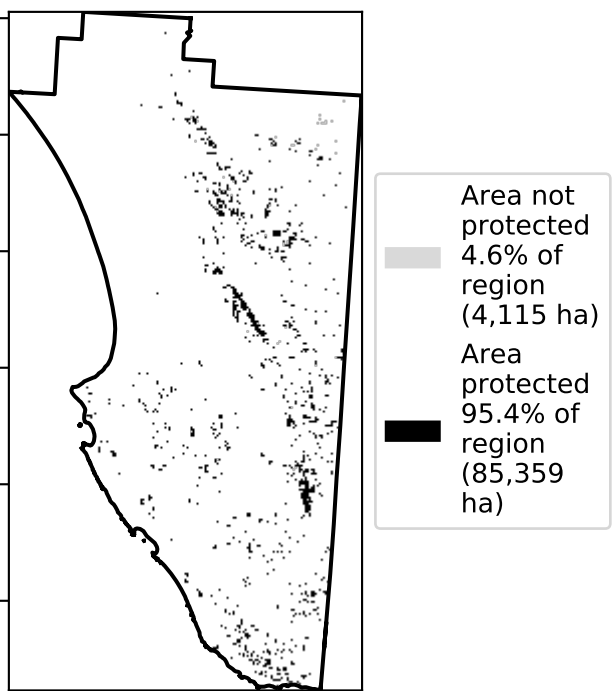 Area not
protected
4.6% of
region
(4,115 ha)
Area
protected
95.4% of
region
(85,359
ha)